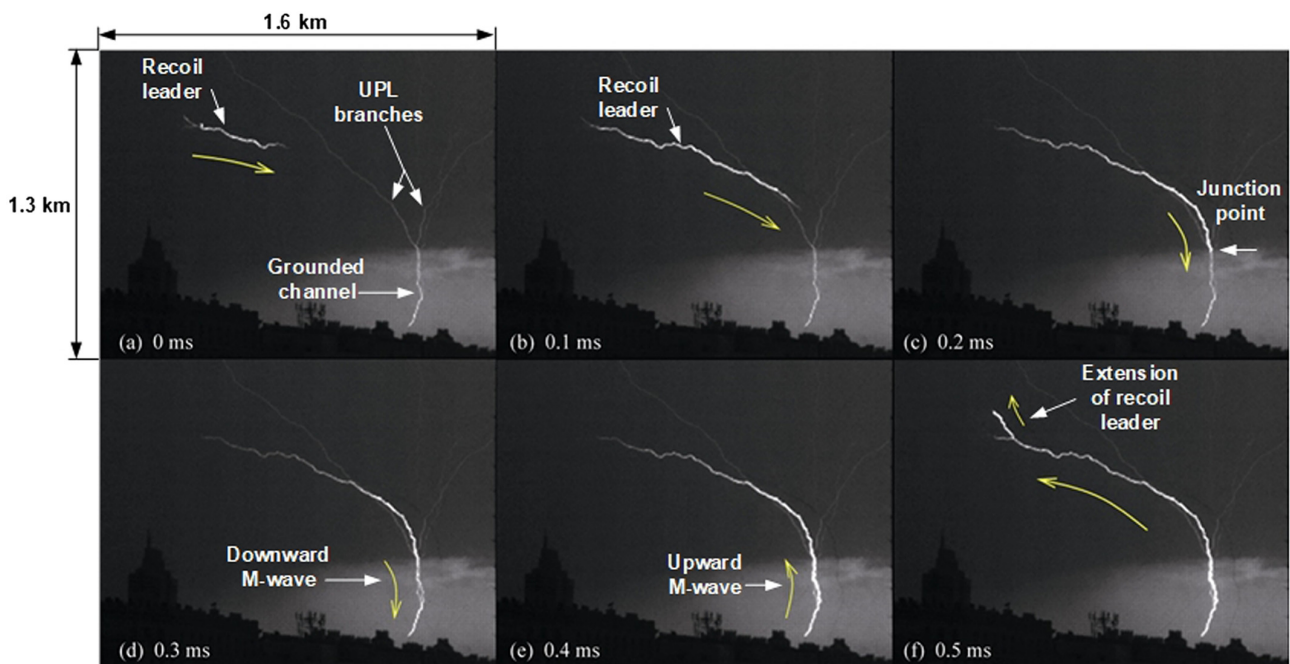 1.6 km
1.3 km
Recoil
leader
UPL
branches
Grounded
channel
(a) 0 ms
Recoil
leader
(b) 0.1 ms
Junction
point
(c) 0.2 ms
Downward
M-wave
(d) 0.3 ms
Upward
M-wave
(e) 0.4 ms
Extension
of recoil
leader
(f) 0.5 ms